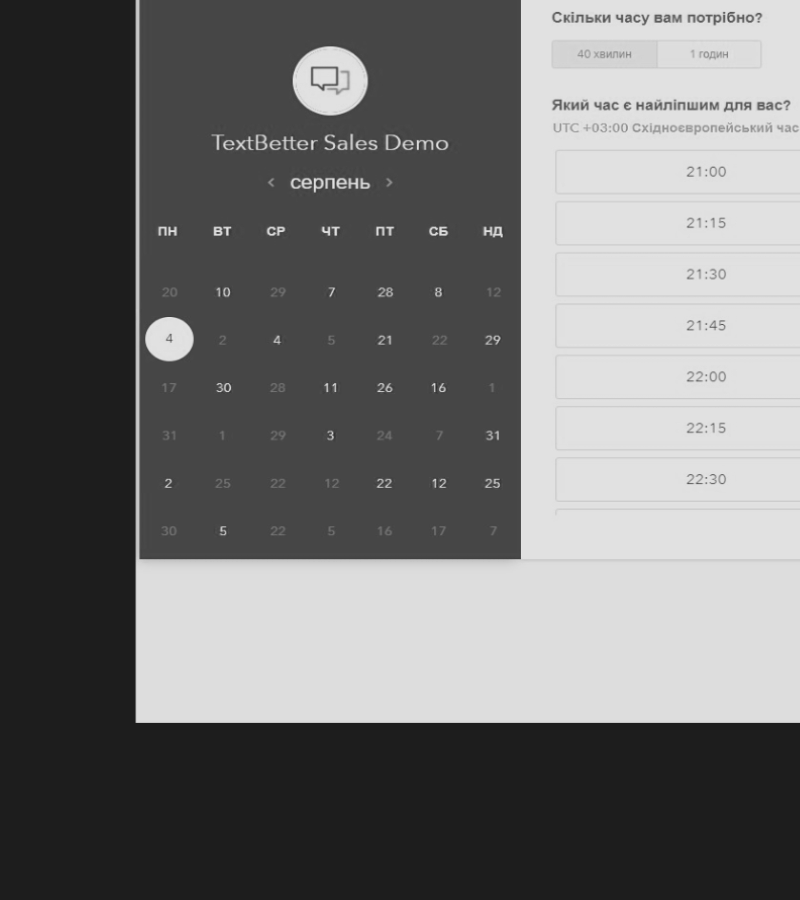 TextBetter Sales Demo
‹ серпень ›
ПН ВТ СР ЧТ ПТ СБ НД
20 10 29 7 28 8 12
4 2 4 5 21 22 29
17 30 28 11 26 16 1
31 1 29 3 24 7 31
2 25 22 12 22 12 25
30 5 22 5 16 17 7
Скільки часу вам потрібно?
40 хвилин 1 годин
Який час є найліпшим для вас?
UTC +03:00 Східноєвропейський час
21:00
21:15
21:30
21:45
22:00
22:15
22:30